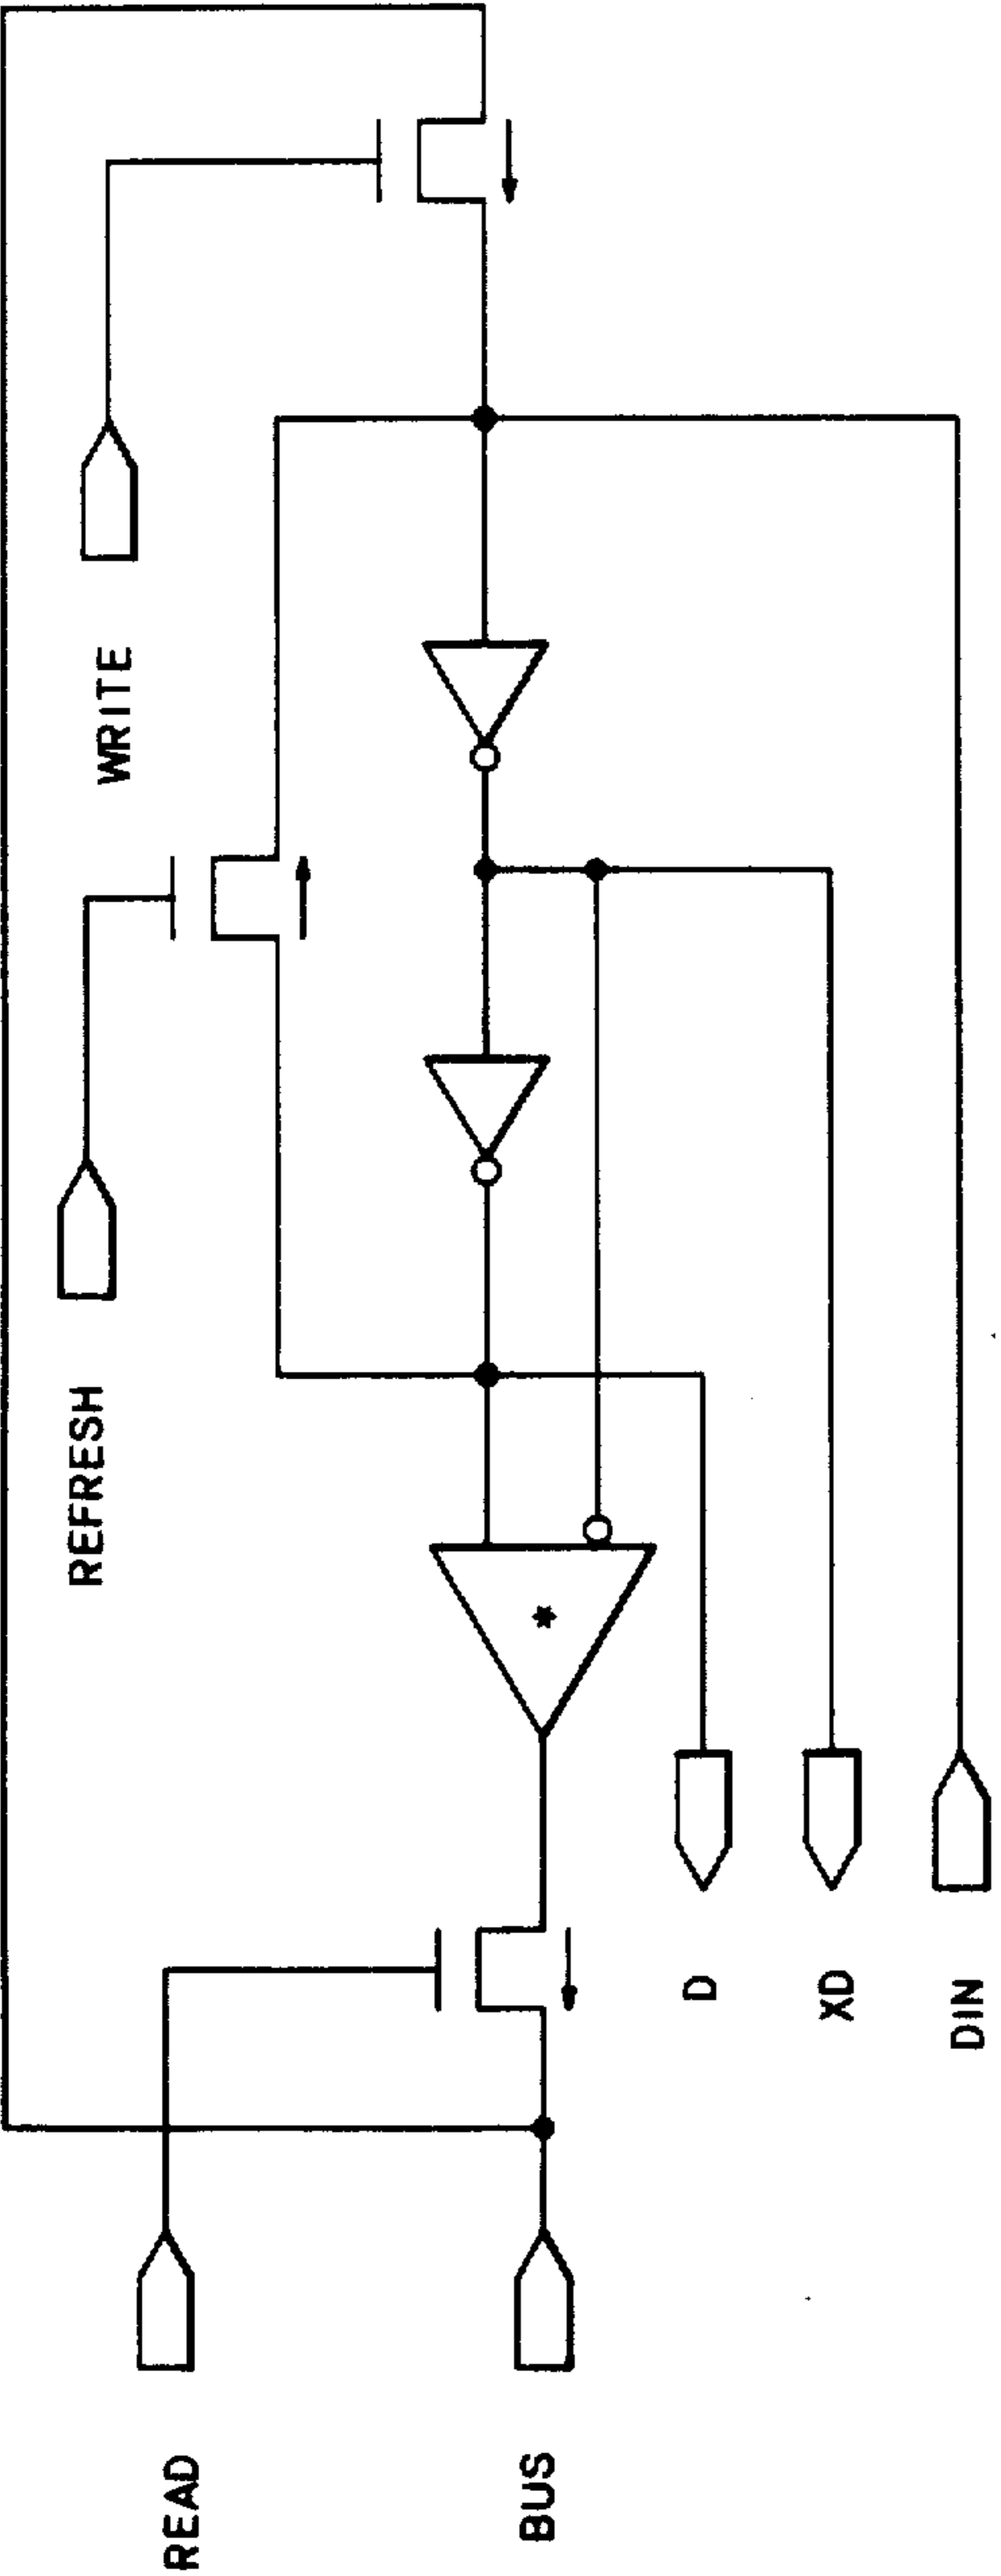 WRITE
REFRESH
READ
BUS
D
XD
DIN
*